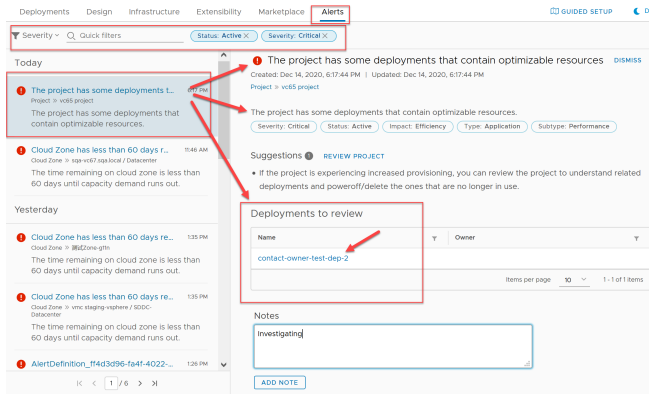 Deployments Design Infrastructure Extensibility Marketplace Alerts GUIDED SETUP
Severity Quick filters Status: Active Severity: Critical
Today
The project has some deployments t... 6:17 PM
Project » vc65 project
The project has some deployments that
contain optimizable resources.
Cloud Zone has less than 60 days r... 11:46 AM
Cloud Zone » sqa-vc67.sqa.local / Datacenter
The time remaining on cloud zone is less than
60 days until capacity demand runs out.
Yesterday
Cloud Zone has less than 60 days re... 1:35 PM
Cloud Zone » 測試Zone-g11n
The time remaining on cloud zone is less than
60 days until capacity demand runs out.
Cloud Zone has less than 60 days re... 1:35 PM
Cloud Zone » vmc staging-vsphere / SDDC-
Datacenter
The time remaining on cloud zone is less than
60 days until capacity demand runs out.
AlertDefinition_ff4d3d96-fa4f-4022-... 1:26 PM
1 / 6
The project has some deployments that contain optimizable resources DISMISS
Created: Dec 14, 2020, 6:17:44 PM | Updated: Dec 14, 2020, 6:17:44 PM
Project » vc65 project
The project has some deployments that contain optimizable resources.
Severity: Critical Status: Active Impact: Efficiency Type: Application Subtype: Performance
Suggestions REVIEW PROJECT
• If the project is experiencing increased provisioning, you can review the project to understand related
deployments and poweroff/delete the ones that are no longer in use.
Deployments to review
Name Owner
contact-owner-test-dep-2
Items per page 10 1 - 1 of 1 items
Notes
Investigating
ADD NOTE